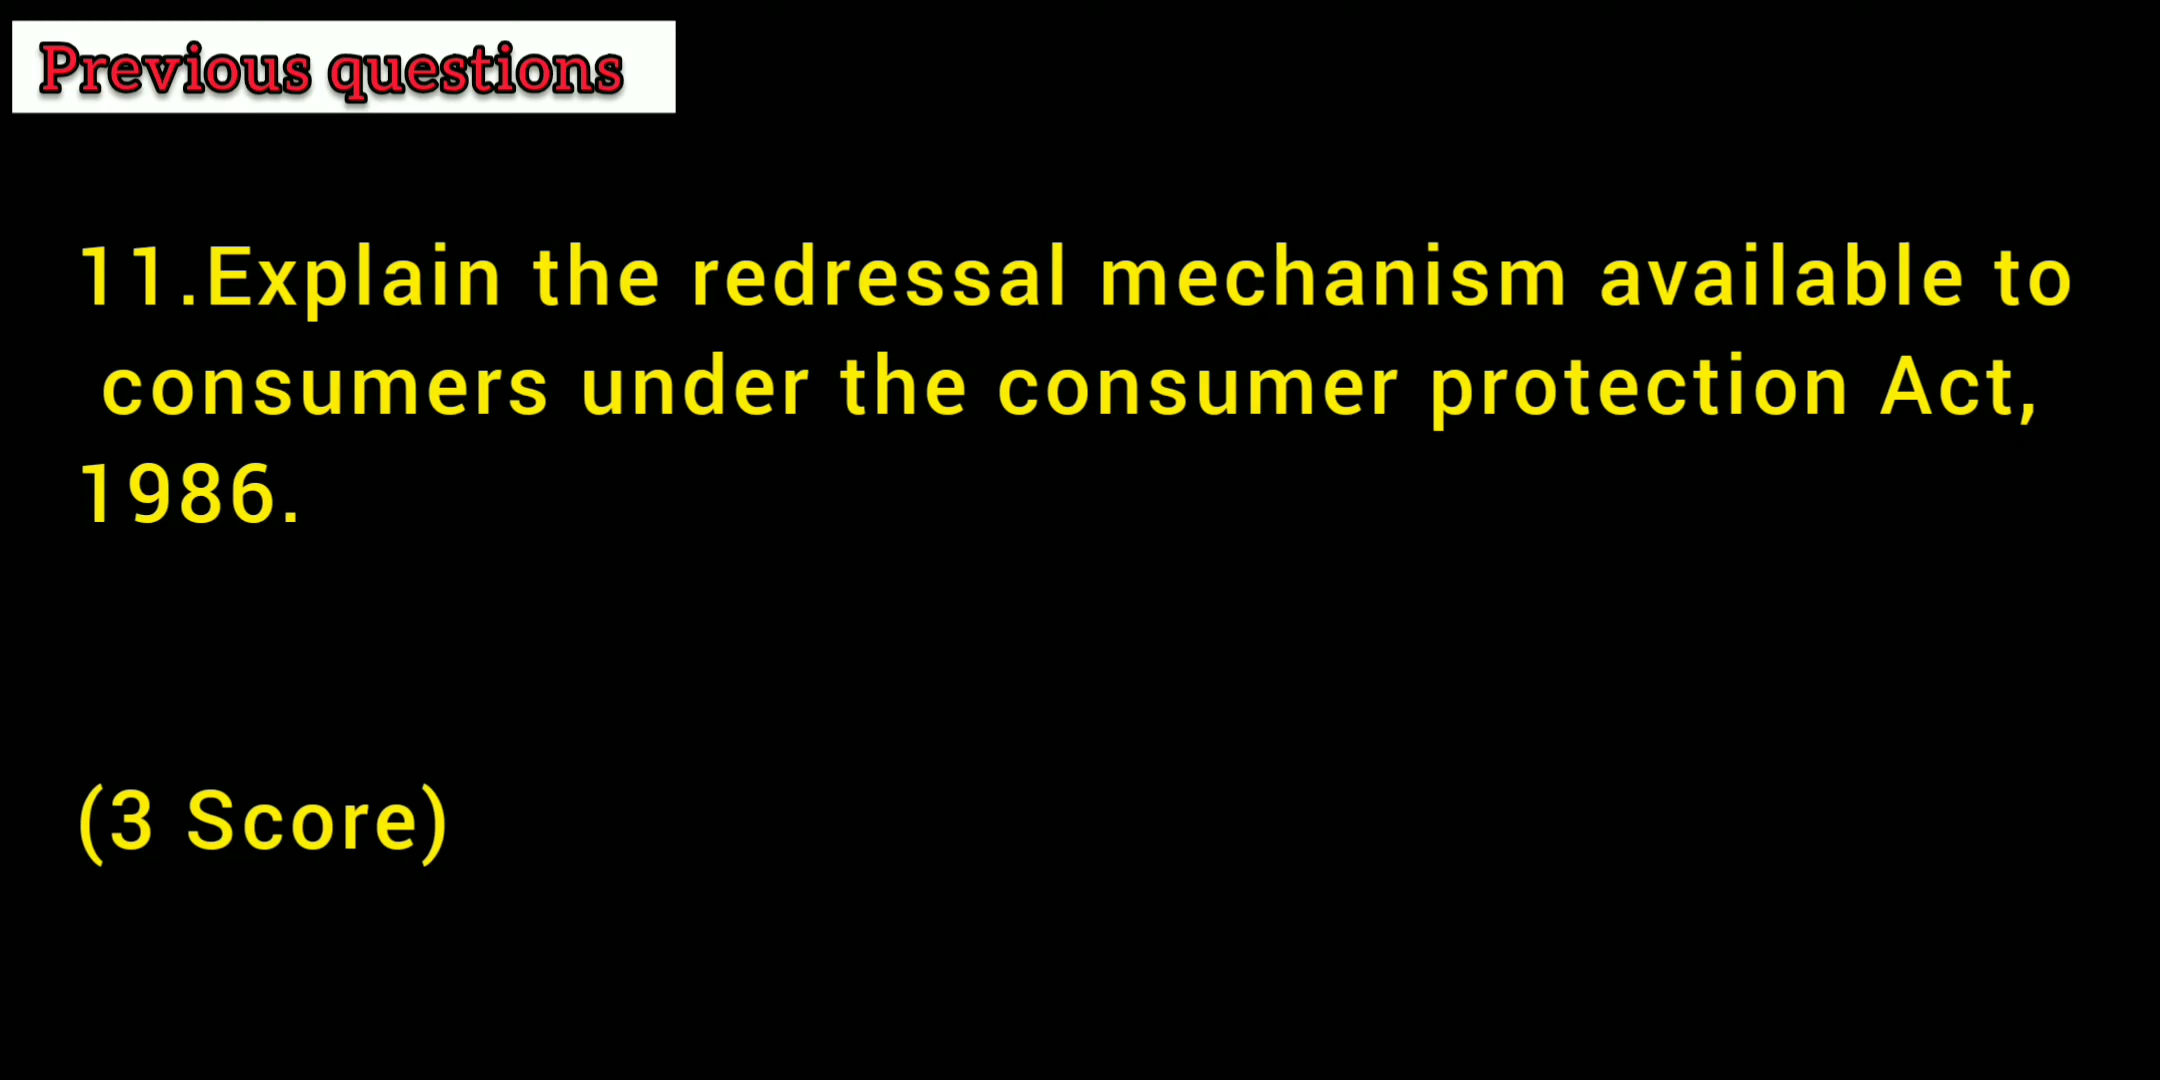 Previous questions
11.Explain the redressal mechanism available to
consumers under the consumer protection Act,
1986.
(3 Score)